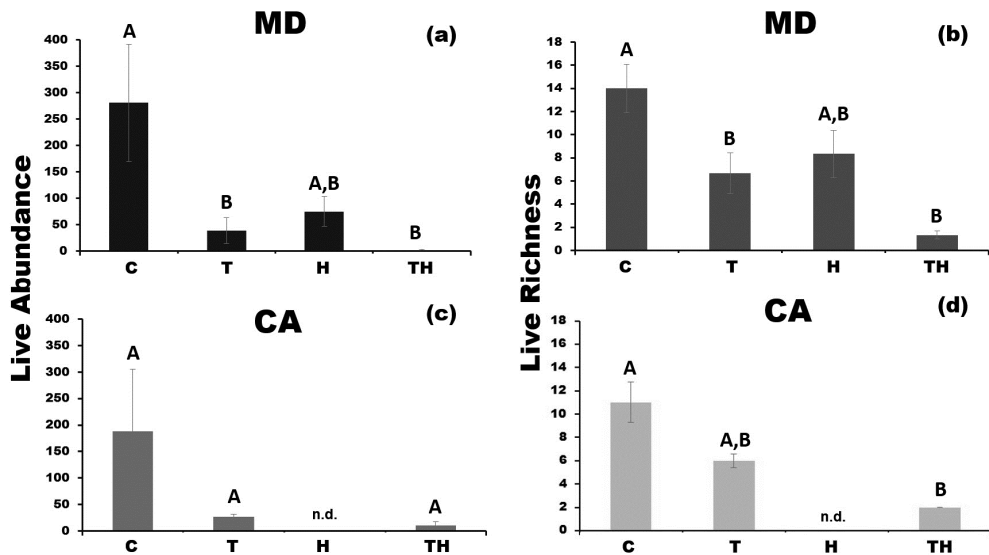 MD
(a)
Live Abundance
400
350
300
250
200
150
100
50
0
A
B
A,B
B
C
T
H
TH
MD
(b)
Live Richness
18
16
14
12
10
8
6
4
2
0
A
B
A,B
B
C
T
H
TH
CA
(c)
400
350
300
250
200
150
100
50
0
A
A
n.d.
A
C
T
H
TH
CA
(d)
18
16
14
12
10
8
6
4
2
0
A
A,B
n.d.
B
C
T
H
TH